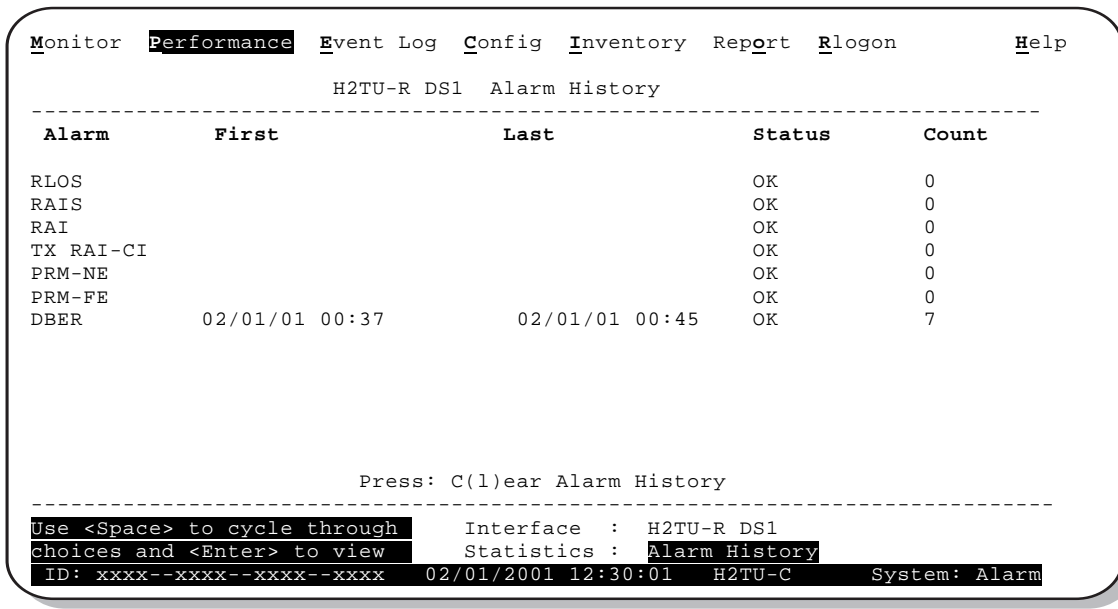 Monitor Performance Event Log Config Inventory Report Rlogon Help
H2TU-R DS1 Alarm History
--------------------------------------------------------------------------------
Alarm First Last Status Count
RLOS OK 0
RAIS OK 0
RAI OK 0
TX RAI-CI OK 0
PRM-NE OK 0
PRM-FE OK 0
DBER 02/01/01 00:37 02/01/01 00:45 OK 7
Press: C(l)ear Alarm History
--------------------------------------------------------------------------------
Use <Space> to cycle through Interface : H2TU-R DS1
choices and <Enter> to view Statistics : Alarm History
ID: xxxx--xxxx--xxxx--xxxx 02/01/2001 12:30:01 H2TU-C System: Alarm